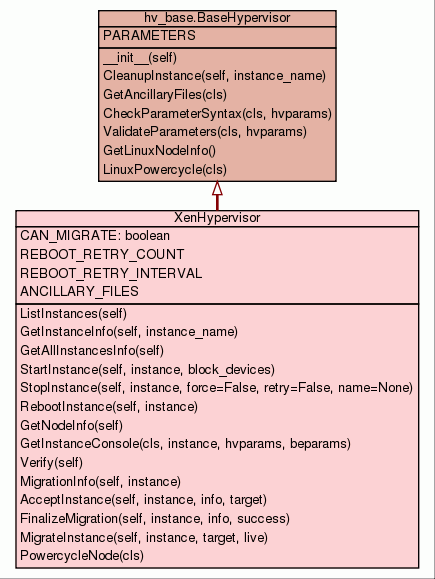 hv_base.BaseHypervisor
PARAMETERS
__init__(self)
CleanupInstance(self, instance_name)
GetAncillaryFiles(cls)
CheckParameterSyntax(cls, hvparams)
ValidateParameters(cls, hvparams)
GetLinuxNodeInfo()
LinuxPowercycle(cls)
XenHypervisor
CAN_MIGRATE: boolean
REBOOT_RETRY_COUNT
REBOOT_RETRY_INTERVAL
ANCILLARY_FILES
ListInstances(self)
GetInstanceInfo(self, instance_name)
GetAllInstancesInfo(self)
StartInstance(self, instance, block_devices)
StopInstance(self, instance, force=False, retry=False, name=None)
RebootInstance(self, instance)
GetNodeInfo(self)
GetInstanceConsole(cls, instance, hvparams, beparams)
Verify(self)
MigrationInfo(self, instance)
AcceptInstance(self, instance, info, target)
FinalizeMigration(self, instance, info, success)
MigrateInstance(self, instance, target, live)
PowercycleNode(cls)